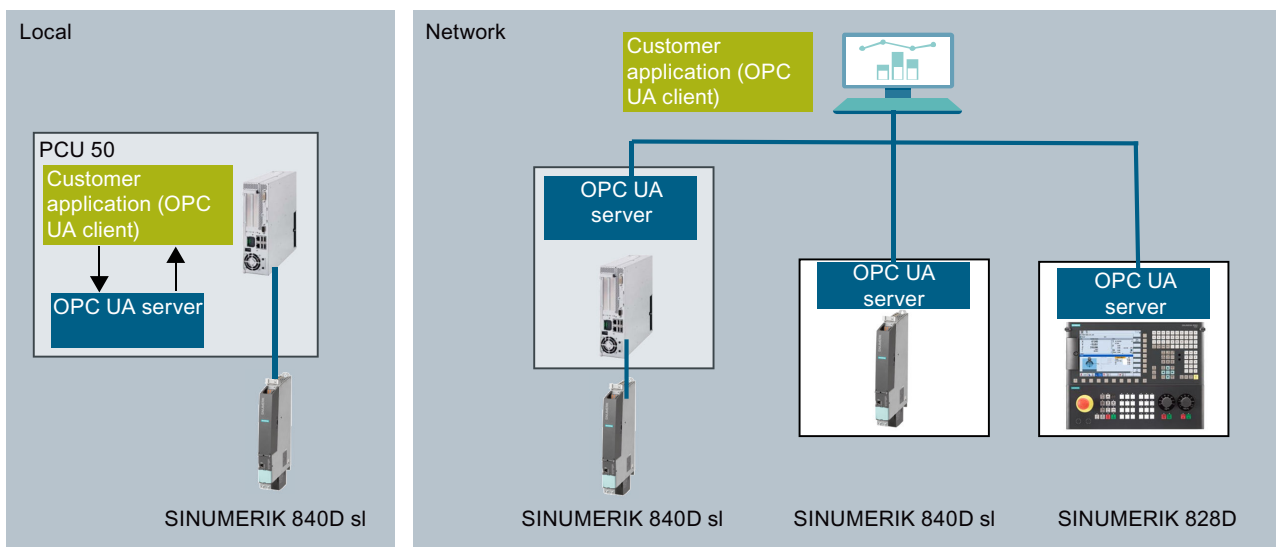 Local
PCU 50
Customer
application (OPC
UA client)
OPC UA server
SINUMERIK 840D sl
Network
Customer
application (OPC
UA client)
OPC UA
server
OPC UA
server
OPC UA
server
SINUMERIK 840D sl
SINUMERIK 840D sl
SINUMERIK 828D